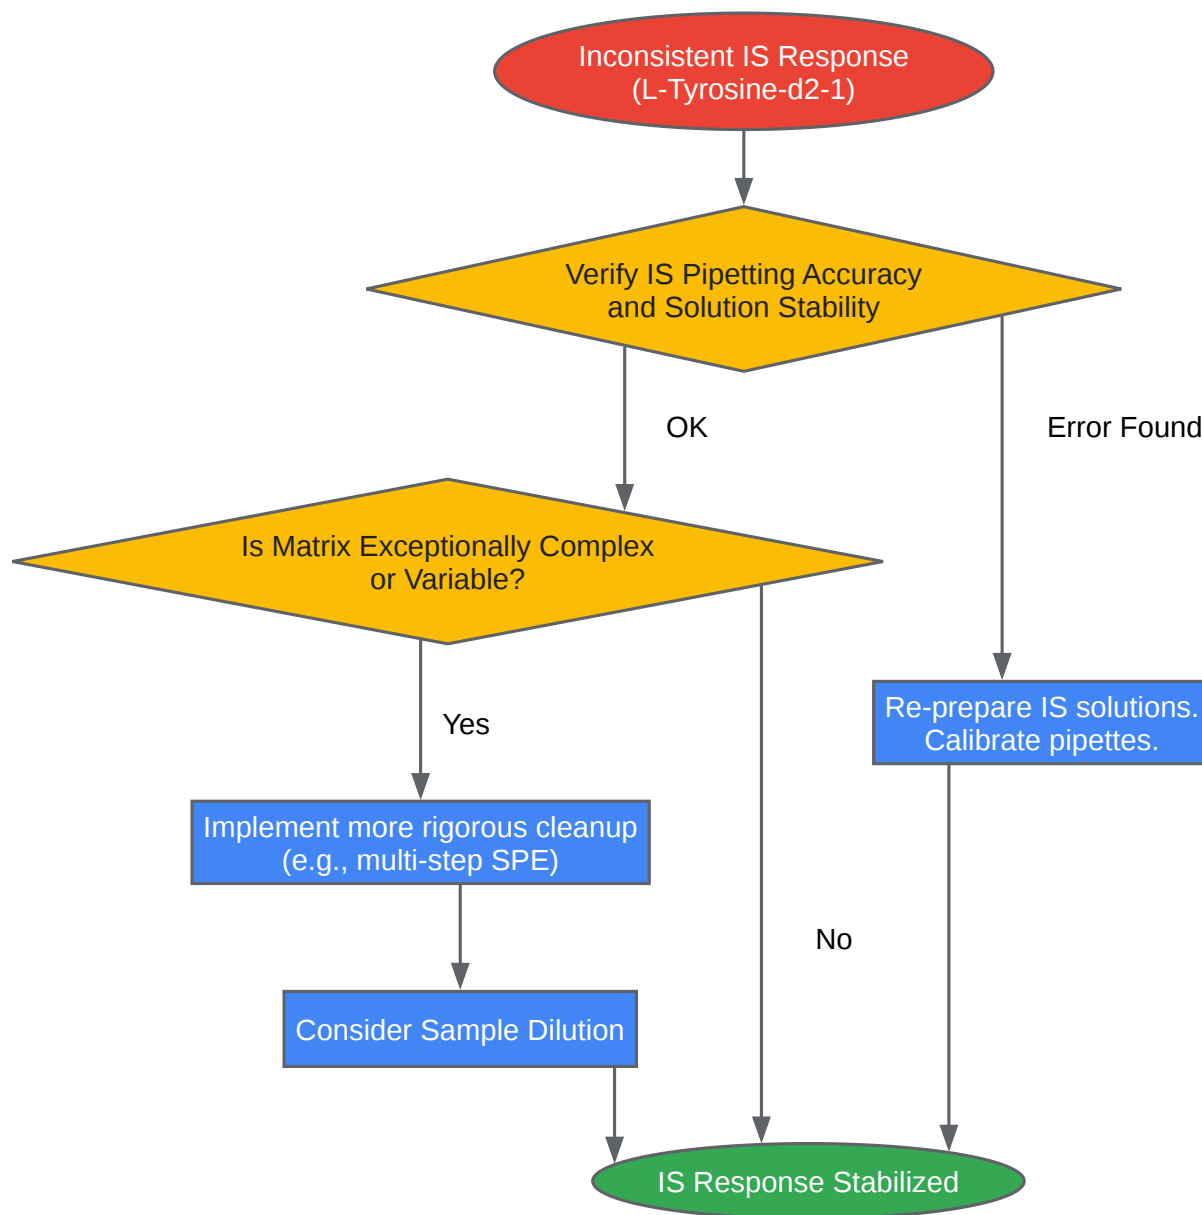 Inconsistent IS Response
(L-Tyrosine-d2-1)
Verify IS Pipetting Accuracy
and Solution Stability
OK
Error Found
Is Matrix Exceptionally Complex
or Variable?
Re-prepare IS solutions.
Calibrate pipettes.
Yes
Implement more rigorous cleanup
(e.g., multi-step SPE)
No
Consider Sample Dilution
IS Response Stabilized